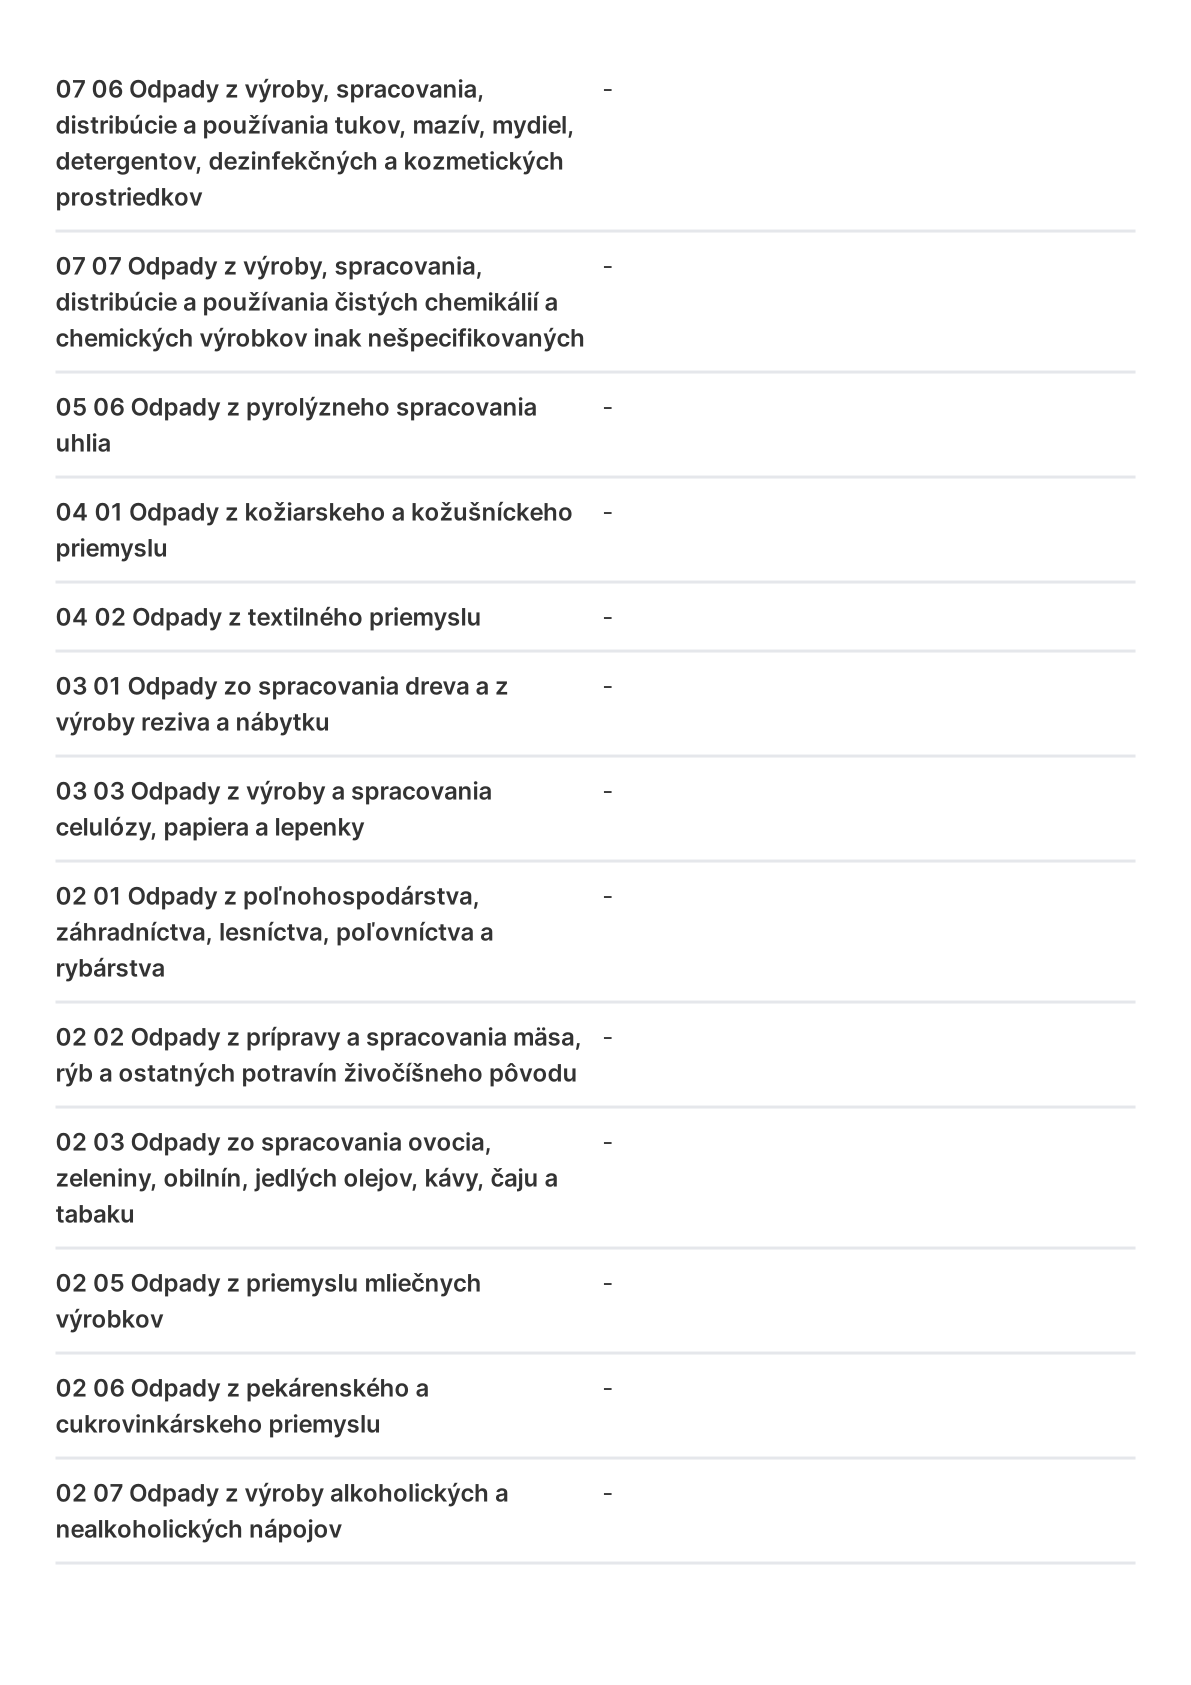 07 06 Odpady z výroby, spracovania, -
distribúcie a používania tukov, mazív, mydiel,
detergentov, dezinfekčných a kozmetických
prostriedkov
07 07 Odpady z výroby, spracovania, -
distribúcie a používania čistých chemikálií a
chemických výrobkov inak nešpecifikovaných
05 06 Odpady z pyrolýzneho spracovania -
uhlia
04 01 Odpady z kožiarskeho a kožušníckeho -
priemyslu
04 02 Odpady z textilného priemyslu -
03 01 Odpady zo spracovania dreva a z -
výroby reziva a nábytku
03 03 Odpady z výroby a spracovania -
celulózy, papiera a lepenky
02 01 Odpady z poľnohospodárstva, -
záhradníctva, lesníctva, poľovníctva a
rybárstva
02 02 Odpady z prípravy a spracovania mäsa, -
rýb a ostatných potravín živočíšneho pôvodu
02 03 Odpady zo spracovania ovocia, -
zeleniny, obilnín, jedlých olejov, kávy, čaju a
tabaku
02 05 Odpady z priemyslu mliečnych -
výrobkov
02 06 Odpady z pekárenského a -
cukrovinkárskeho priemyslu
02 07 Odpady z výroby alkoholických a -
nealkoholických nápojov